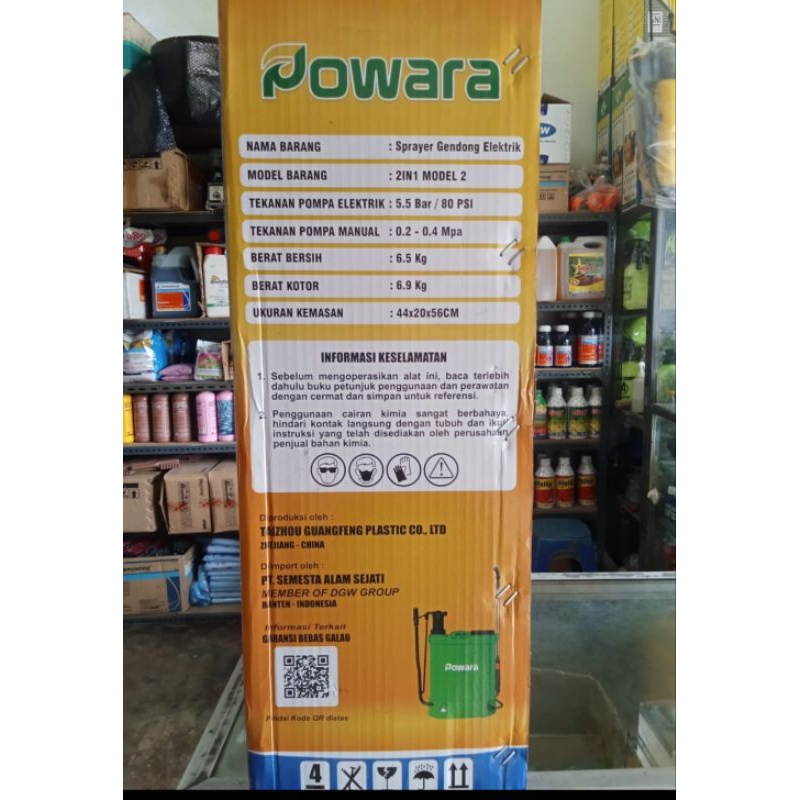 Powara
NAMA BARANG : Sprayer Gendong Elektrik
MODEL BARANG : 2IN1 MODEL 2
TEKANAN POMPA ELEKTRIK : 5.5 Bar / 80 PSI
TEKANAN POMPA MANUAL : 0.2 - 0.4 Mpa
BERAT BERSIH : 6.5 Kg
BERAT KOTOR : 6.9 Kg
UKURAN KEMASAN : 44x20x56CM
INFORMASI KESELAMATAN
1. Sebelum mengoperasikan alat ini, baca terlebih
dahulu buku petunjuk penggunaan dan perawatan
dengan cermat dan simpan untuk referensi.
2. Penggunaan cairan kimia sangat berbahaya,
hindari kontak langsung dengan tubuh dan ikuti
instruksi yang telah disediakan oleh perusahaan
penjual bahan kimia.
Diproduksi oleh :
TAIZHOU GUANGFENG PLASTIC CO., LTD
ZHEJIANG - CHINA
Diimport oleh :
PT. SEMESTA ALAM SEJATI
MEMBER OF DGW GROUP
BANTEN - INDONESIA
Informasi Terkait
GARANSI BEBAS GALAU
Pindai Kode QR diatas
Powara
4